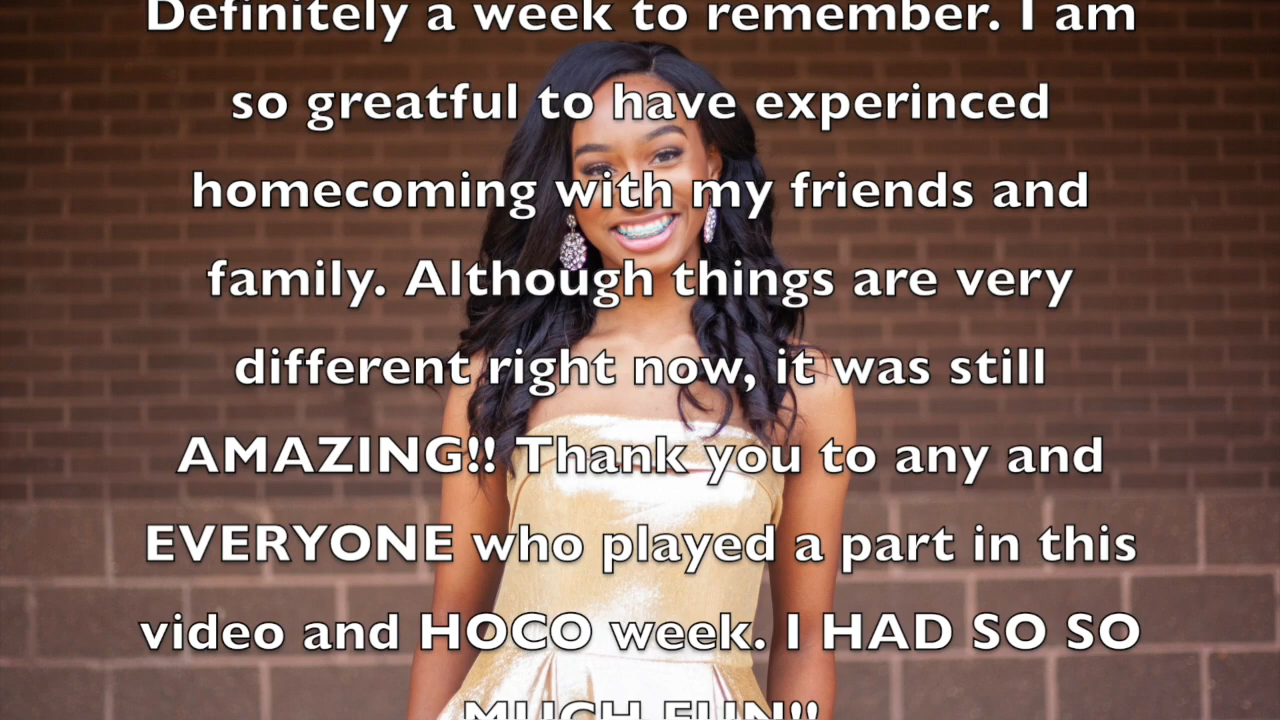 Definitely a week to remember. I am
so greatful to have experinced
homecoming with my friends and
family. Although things are very
different right now, it was still
AMAZING!! Thank you to any and
EVERYONE who played a part in this
video and HOCO week. I HAD SO SO
MUCH FUN!!